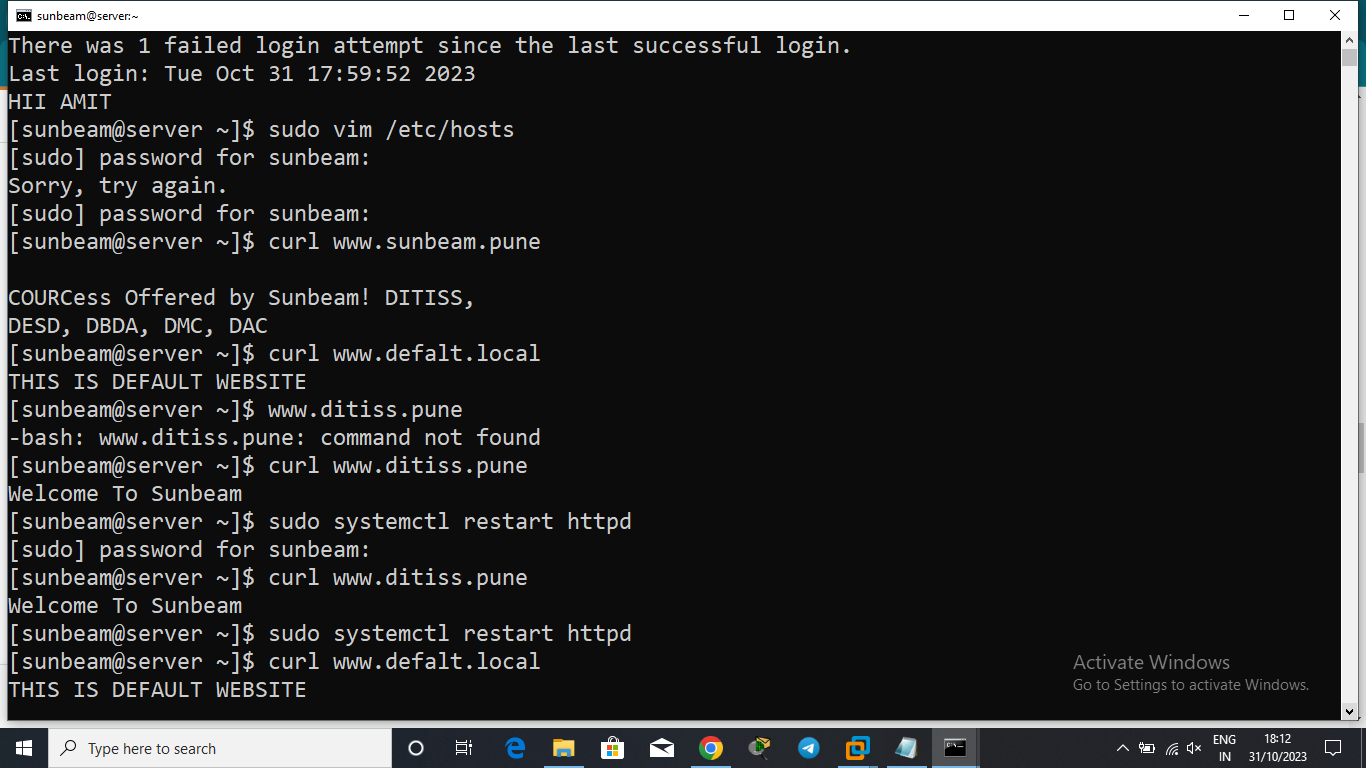 sunbeam@server:~
There was 1 failed login attempt since the last successful login.
Last login: Tue Oct 31 17:59:52 2023
HII AMIT
[sunbeam@server ~]$ sudo vim /etc/hosts
[sudo] password for sunbeam:
Sorry, try again.
[sudo] password for sunbeam:
[sunbeam@server ~]$ curl www.sunbeam.pune
COURCess Offered by Sunbeam! DITISS,
DESD, DBDA, DMC, DAC
[sunbeam@server ~]$ curl www.defalt.local
THIS IS DEFAULT WEBSITE
[sunbeam@server ~]$ www.ditiss.pune
-bash: www.ditiss.pune: command not found
[sunbeam@server ~]$ curl www.ditiss.pune
Welcome To Sunbeam
[sunbeam@server ~]$ sudo systemctl restart httpd
[sudo] password for sunbeam:
[sunbeam@server ~]$ curl www.ditiss.pune
Welcome To Sunbeam
[sunbeam@server ~]$ sudo systemctl restart httpd
[sunbeam@server ~]$ curl www.defalt.local
THIS IS DEFAULT WEBSITE
Activate Windows
Go to Settings to activate Windows.
Type here to search
ENG
IN
18:12
31/10/2023